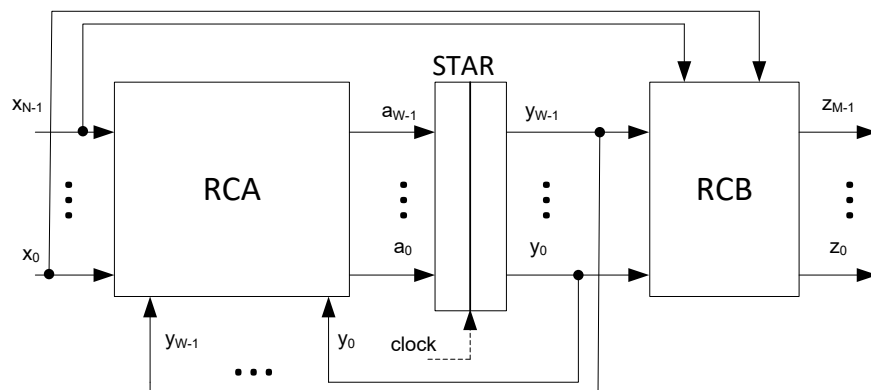 STAR
x_{N-1} a_{W-1} y_{W-1} z_{M-1}
RCA RCB
x_0 a_0 y_0 z_0
y_{W-1} y_0 clock